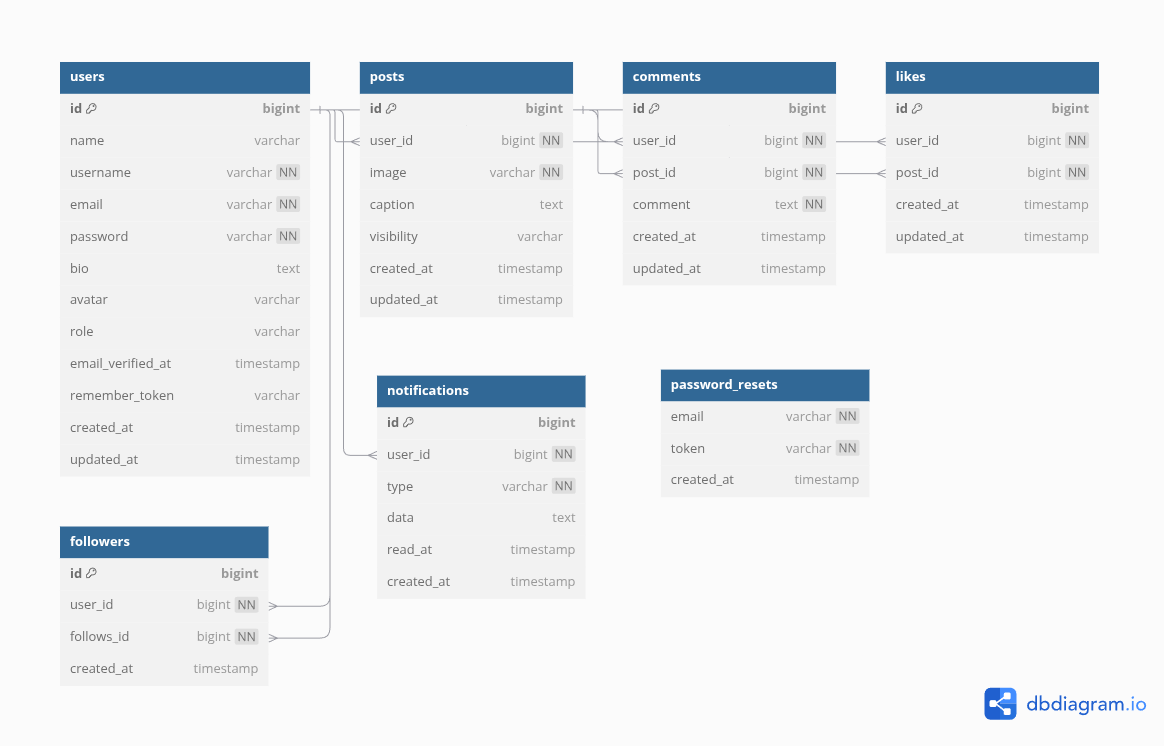 users
id bigint
name varchar
username varchar NN
email varchar NN
password varchar NN
bio text
avatar varchar
role varchar
email_verified_at timestamp
remember_token varchar
created_at timestamp
updated_at timestamp
posts
id bigint
user_id bigint NN
image varchar NN
caption text
visibility varchar
created_at timestamp
updated_at timestamp
comments
id bigint
user_id bigint NN
post_id bigint NN
comment text NN
created_at timestamp
updated_at timestamp
likes
id bigint
user_id bigint NN
post_id bigint NN
created_at timestamp
updated_at timestamp
notifications
id bigint
user_id bigint NN
type varchar NN
data text
read_at timestamp
created_at timestamp
password_resets
email varchar NN
token varchar NN
created_at timestamp
followers
id bigint
user_id bigint NN
follows_id bigint NN
created_at timestamp
dbdiagram.io